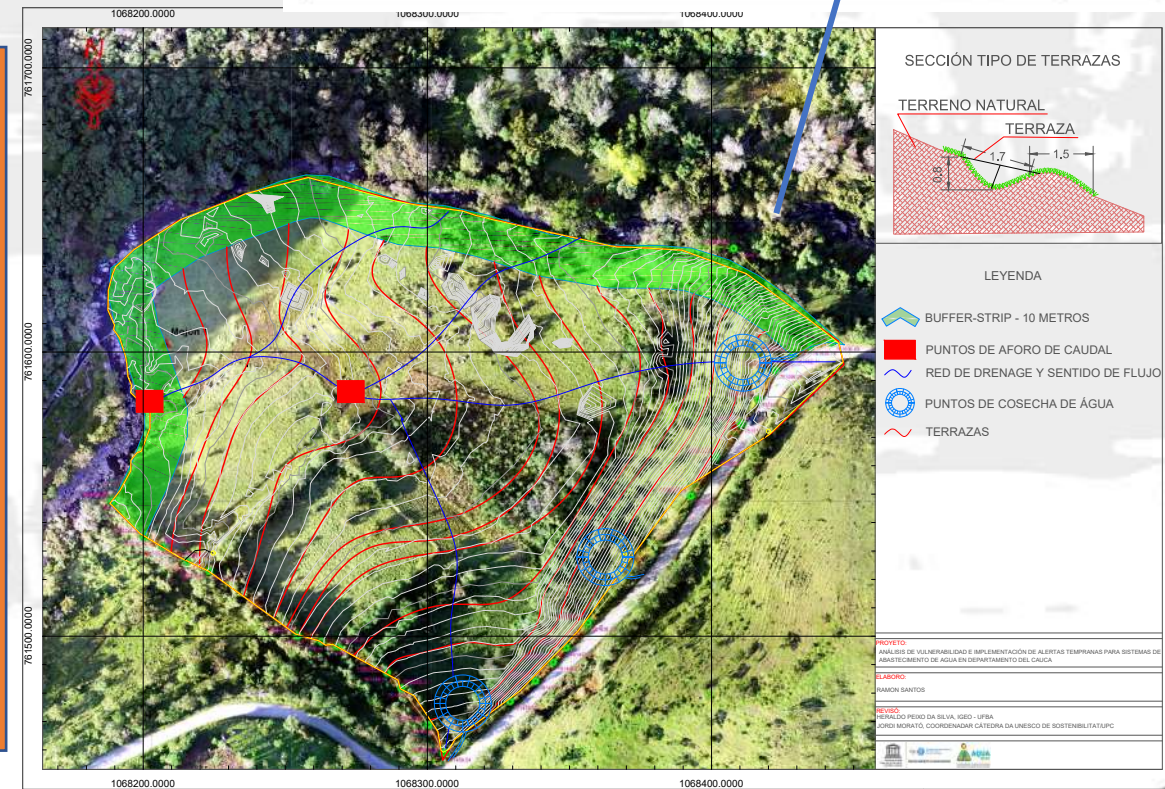 1068200.0000
1068300.0000
1068400.0000
761700.0000
761600.0000
761500.0000
N
SECCIÓN TIPO DE TERRAZAS
TERRENO NATURAL
TERRAZA
1.7
1.5
0.6
LEYENDA
BUFFER-STRIP - 10 METROS
PUNTOS DE AFORO DE CAUDAL
RED DE DRENAGE Y SENTIDO DE FLUJO
PUNTOS DE COSECHA DE ÁGUA
TERRAZAS
PROYETO:
ANÁLISIS DE VULNERABILIDAD E IMPLEMENTACIÓN DE ALERTAS TEMPRANAS PARA SISTEMAS DE
ABASTECIMENTO DE AGUA EN DEPARTAMENTO DEL CAUCA
ELABORO:
RAMON SANTOS
REVISÓ:
HERALDO PEIXO DA SILVA, IGEO - UFBA
JORDI MORATÓ, COORDENADAR CÁTEDRA DA UNESCO DE SOSTENIBILITAT/UPC
AGUA
1068200.0000
1068300.0000
1068400.0000